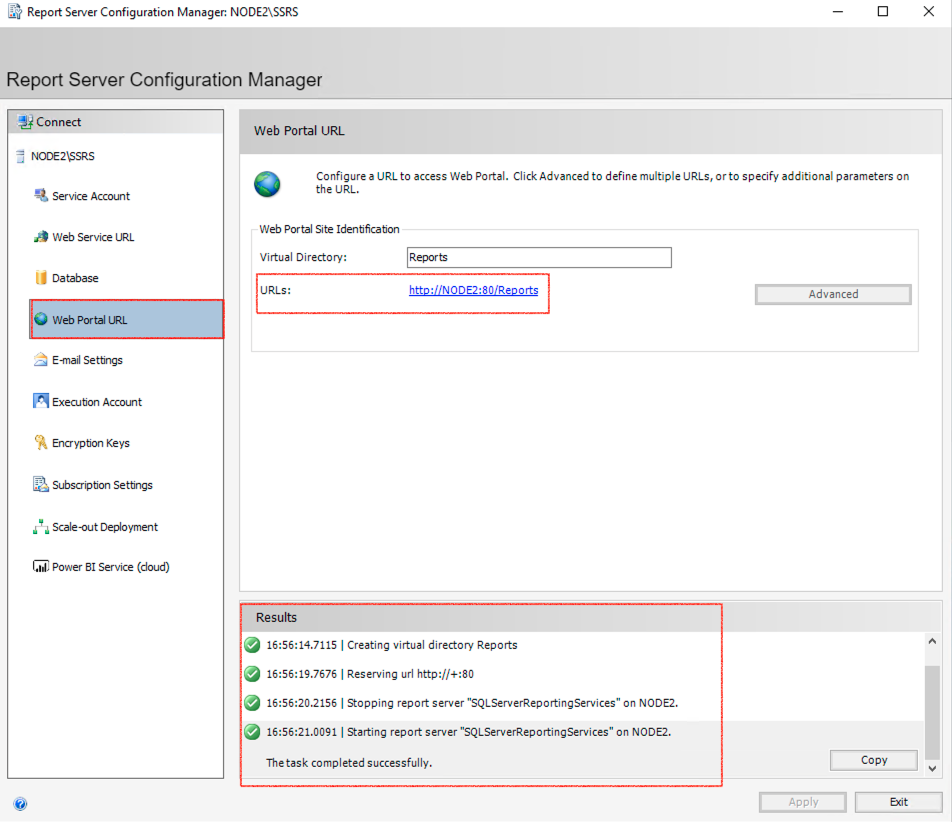 Report Server Configuration Manager: NODE2\SSRS
Report Server Configuration Manager
Connect
NODE2\SSRS
Service Account
Web Service URL
Database
Web Portal URL
E-mail Settings
Execution Account
Encryption Keys
Subscription Settings
Scale-out Deployment
Power BI Service (cloud)
Web Portal URL
Configure a URL to access Web Portal.  Click Advanced to define multiple URLs, or to specify additional parameters on
the URL.
Web Portal Site Identification
Virtual Directory:
Reports
URLs:
http://NODE2:80/Reports
Advanced
Results
16:56:14.7115 | Creating virtual directory Reports
16:56:19.7676 | Reserving url http://+:80
16:56:20.2156 | Stopping report server "SQLServerReportingServices" on NODE2.
16:56:21.0091 | Starting report server "SQLServerReportingServices" on NODE2.
The task completed successfully.
Copy
Apply
Exit